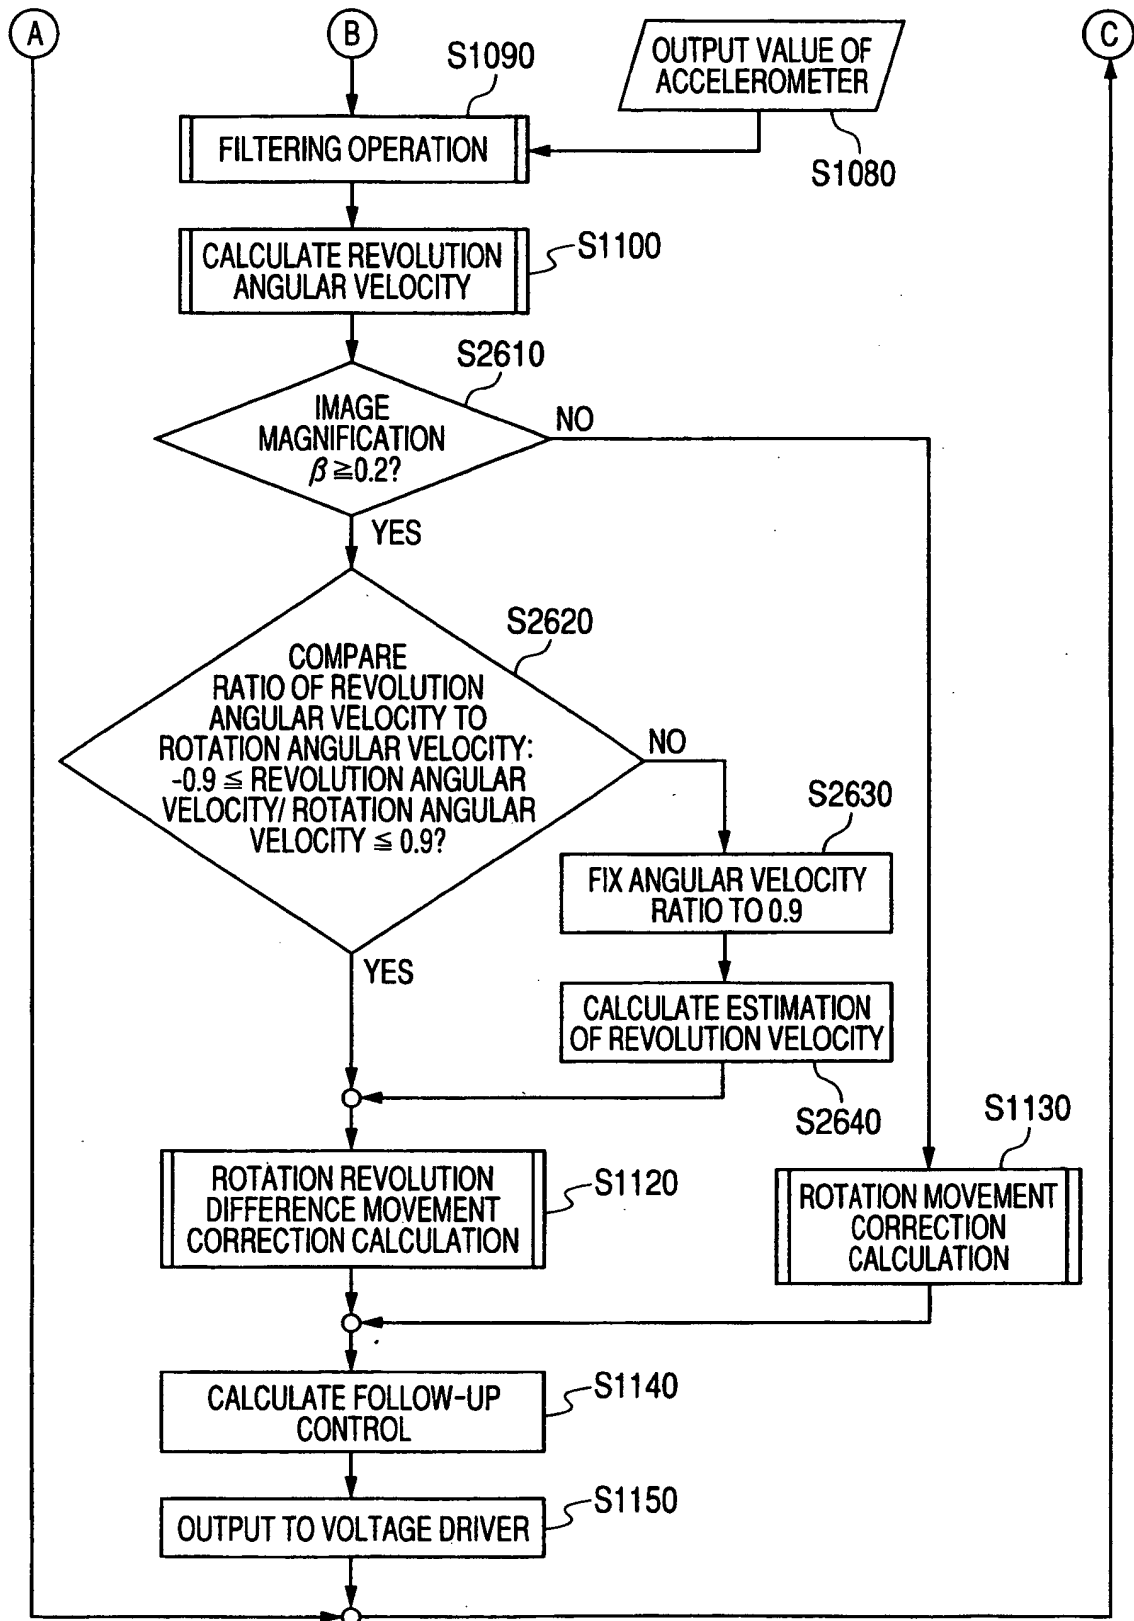 A
B
C
OUTPUT VALUE OF
ACCELEROMETER
S1080
S1090
FILTERING OPERATION
CALCULATE REVOLUTION
ANGULAR VELOCITY
S1100
S2610
IMAGE
MAGNIFICATION
β≧0.2?
NO
YES
S2620
COMPARE
RATIO OF REVOLUTION
ANGULAR VELOCITY TO
ROTATION ANGULAR VELOCITY:
-0.9 ≦ REVOLUTION ANGULAR
VELOCITY/ ROTATION ANGULAR
VELOCITY ≦ 0.9?
NO
YES
S2630
FIX ANGULAR VELOCITY
RATIO TO 0.9
CALCULATE ESTIMATION
OF REVOLUTION VELOCITY
S2640
S1130
ROTATION MOVEMENT
CORRECTION
CALCULATION
ROTATION REVOLUTION
DIFFERENCE MOVEMENT
CORRECTION CALCULATION
S1120
CALCULATE FOLLOW-UP
CONTROL
S1140
OUTPUT TO VOLTAGE DRIVER
S1150